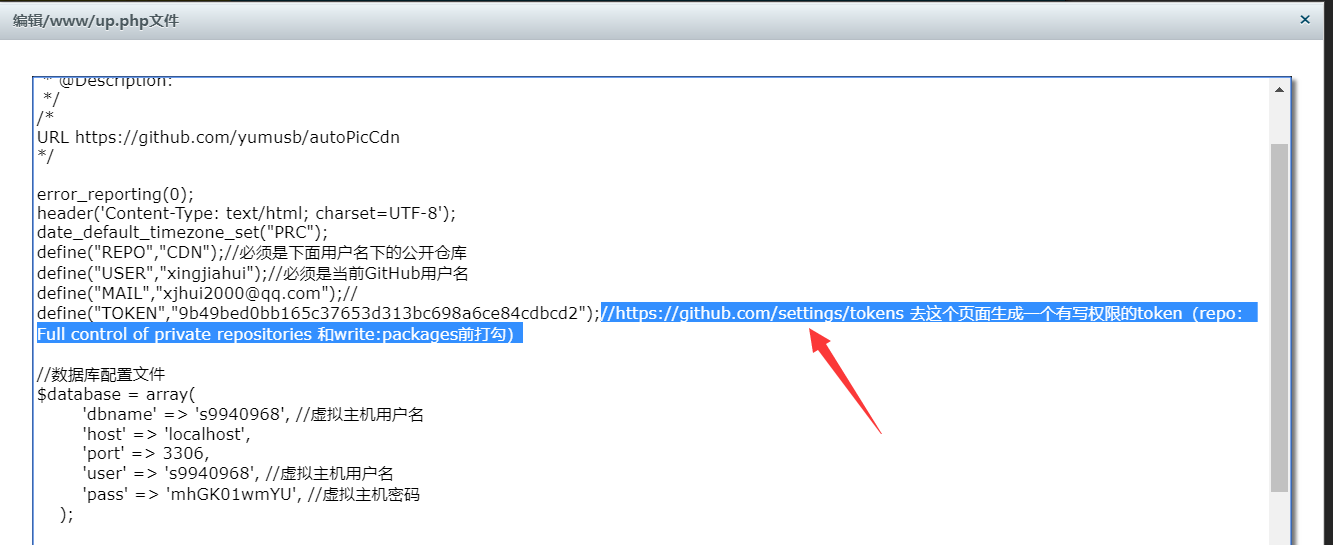 编辑/www/up.php文件
×
* @Description:
*/
/*
URL https://github.com/yumusb/autoPicCdn
*/
error_reporting(0);
header('Content-Type: text/html; charset=UTF-8');
date_default_timezone_set("PRC");
define("REPO","CDN");//必须是下面用户名下的公开仓库
define("USER","xingjiahui");//必须是当前GitHub用户名
define("MAIL","xjhui2000@qq.com");//
define("TOKEN","9b49bed0bb165c37653d313bc698a6ce84cdbcd2");//https://github.com/settings/tokens 去这个页面生成一个有写权限的token（repo：
Full control of private repositories 和write:packages前打勾）
//数据库配置文件
$database = array(
'dbname' => 's9940968', //虚拟主机用户名
'host' => 'localhost',
'port' => 3306,
'user' => 's9940968', //虚拟主机用户名
'pass' => 'mhGK01wmYU', //虚拟主机密码
);